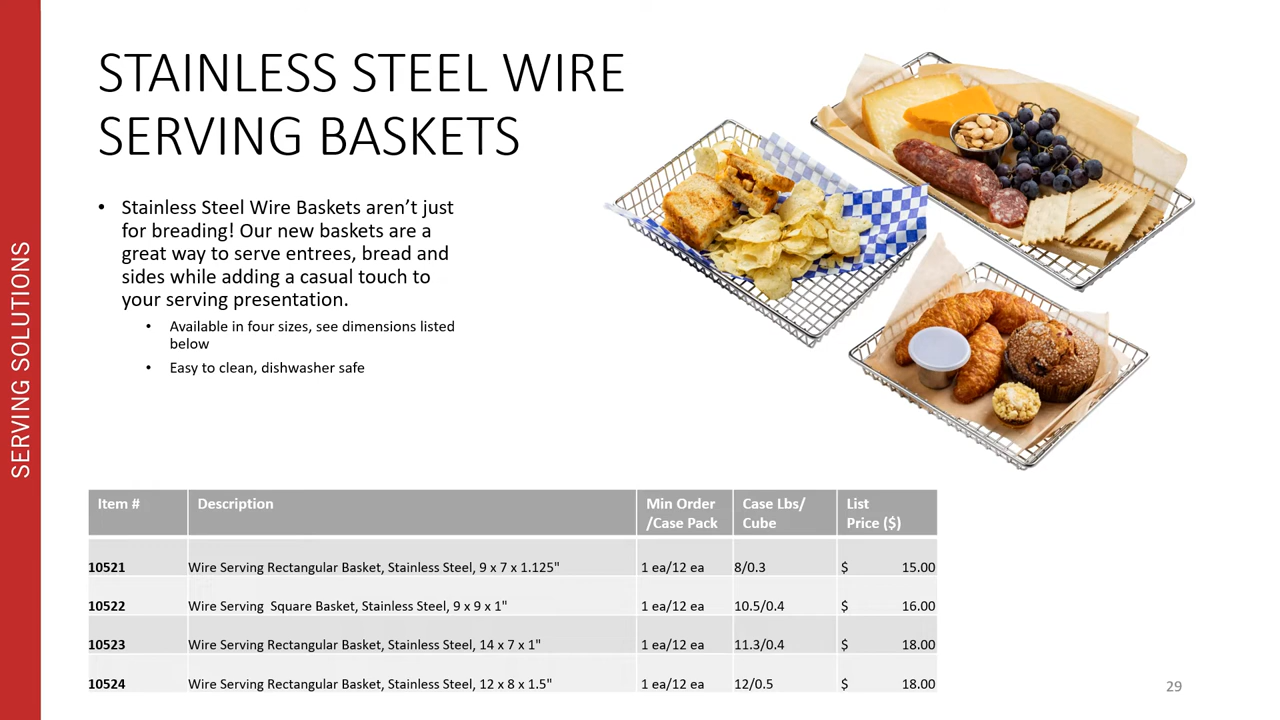 STAINLESS STEEL WIRE
SERVING BASKETS
• Stainless Steel Wire Baskets aren’t just
for breading! Our new baskets are a
great way to serve entrees, bread and
sides while adding a casual touch to
your serving presentation.
• Available in four sizes, see dimensions listed
below
• Easy to clean, dishwasher safe
SERVING SOLUTIONS
Item # Description Min Order /Case Pack Case Lbs/ Cube List Price ($)
10521 Wire Serving Rectangular Basket, Stainless Steel, 9 x 7 x 1.125" 1 ea/12 ea 8/0.3 $ 15.00
10522 Wire Serving  Square Basket, Stainless Steel, 9 x 9 x 1" 1 ea/12 ea 10.5/0.4 $ 16.00
10523 Wire Serving Rectangular Basket, Stainless Steel, 14 x 7 x 1" 1 ea/12 ea 11.3/0.4 $ 18.00
10524 Wire Serving Rectangular Basket, Stainless Steel, 12 x 8 x 1.5" 1 ea/12 ea 12/0.5 $ 18.00
29